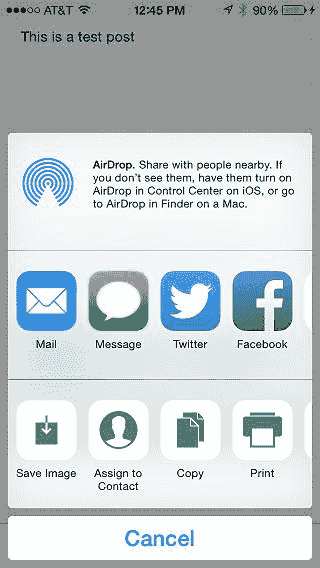 AT&T 12:45 PM 90%
This is a test post
AirDrop. Share with people nearby. If
you don't see them, have them turn on
AirDrop in Control Center on iOS, or go
to AirDrop in Finder on a Mac.
Mail Message Twitter Facebook
Save Image Assign to Contact Copy Print
Cancel